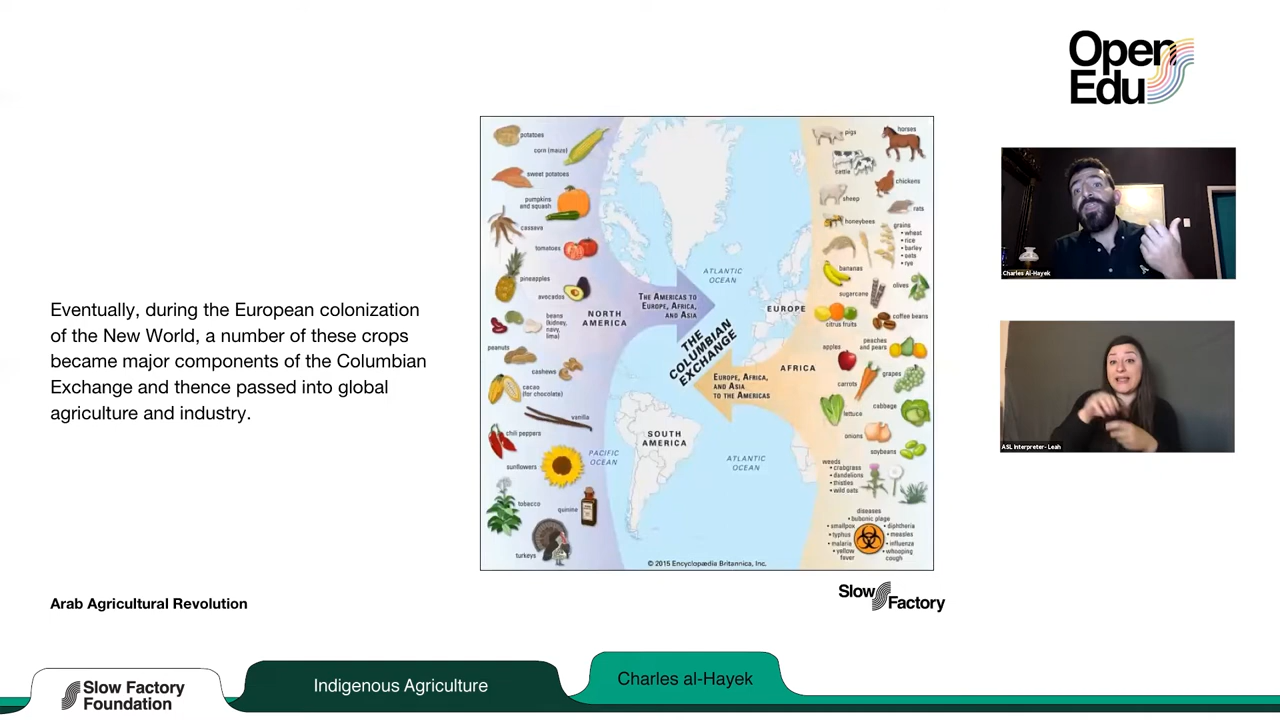 Open
Edu
Eventually, during the European colonization
of the New World, a number of these crops
became major components of the Columbian
Exchange and thence passed into global
agriculture and industry.
Arab Agricultural Revolution
potatoes
corn (maize)
sweet potatoes
pumpkins
and squash
cassava
tomatoes
pineapples
avocados
beans
(kidney,
navy,
lima)
peanuts
cashews
cacao
(for chocolate)
vanilla
chili peppers
sunflowers
tobacco
quinine
turkeys
NORTH
AMERICA
THE AMERICAS TO
EUROPE, AFRICA,
AND ASIA
ATLANTIC
OCEAN
THE
COLUMBIAN
EXCHANGE
EUROPE
AFRICA
EUROPE, AFRICA,
AND ASIA
TO THE AMERICAS
SOUTH
AMERICA
PACIFIC
OCEAN
ATLANTIC
OCEAN
pigs
horses
cattle
chickens
sheep
rats
honeybees
grains
• wheat
• rice
• barley
• oats
• rye
bananas
olives
sugarcane
citrus fruits
coffee beans
apples
peaches
and pears
carrots
grapes
lettuce
cabbage
onions
soybeans
weeds
• crabgrass
• dandelions
• thistles
• wild oats
diseases
• bubonic plague
• smallpox
• typhus
• malaria
• yellow
fever
• diphtheria
• measles
• influenza
• whooping
cough
© 2015 Encyclopædia Britannica, Inc.
Slow Factory
Charles Al-Hayek
ASL Interpreter- Leah
Slow Factory
Foundation
Indigenous Agriculture
Charles al-Hayek